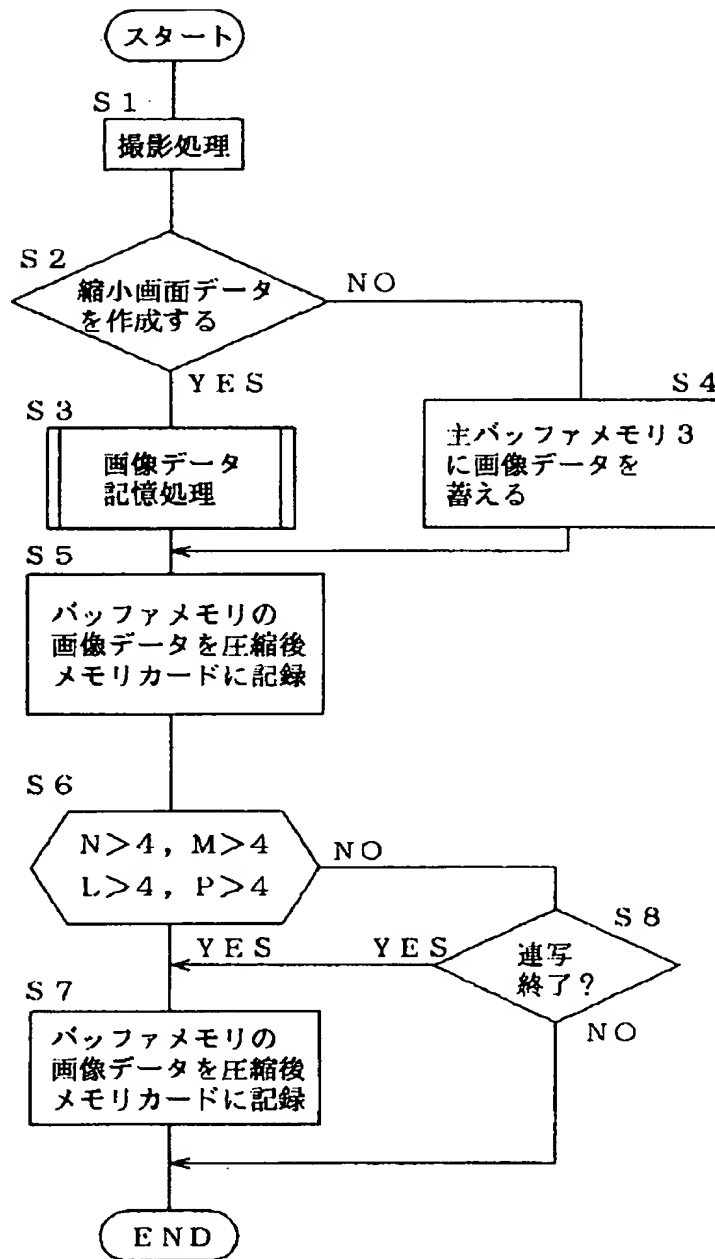 スタート
S1
撮影処理
S2
縮小画面データ
を作成する
NO
YES
S3
画像データ
記憶処理
S4
主バッファメモリ3
に画像データを
蓄える
S5
バッファメモリの
画像データを圧縮後
メモリカードに記録
S6
N>4, M>4
L>4, P>4
NO
YES
S8
連写
終了?
YES
NO
S7
バッファメモリの
画像データを圧縮後
メモリカードに記録
END